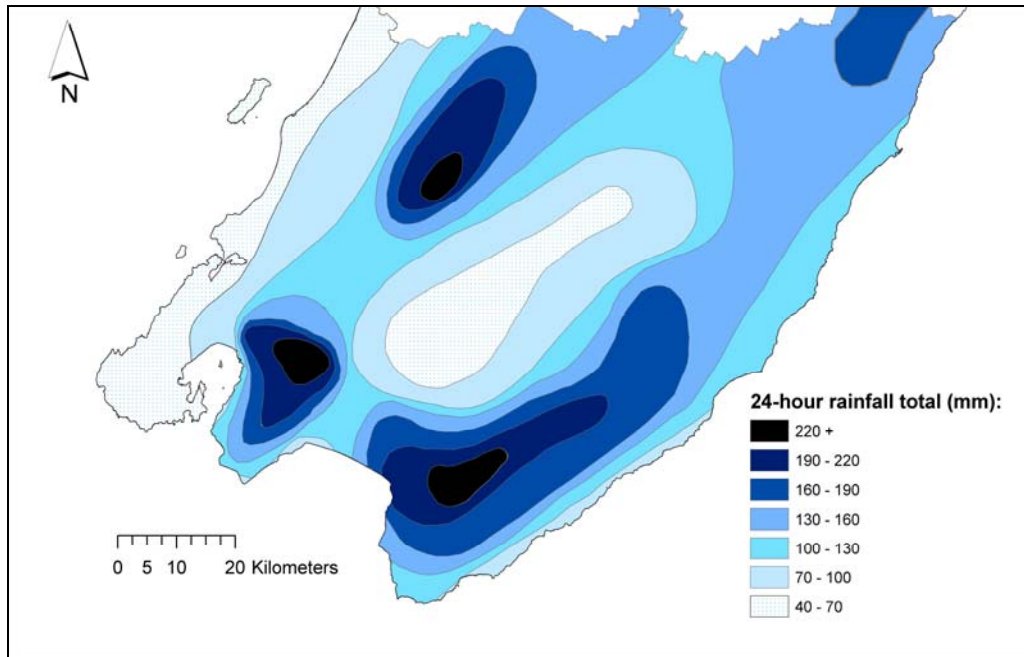 N
24-hour rainfall total (mm):
220 +
190 - 220
160 - 190
130 - 160
100 - 130
70 - 100
40 - 70
0 5 10 20 Kilometers